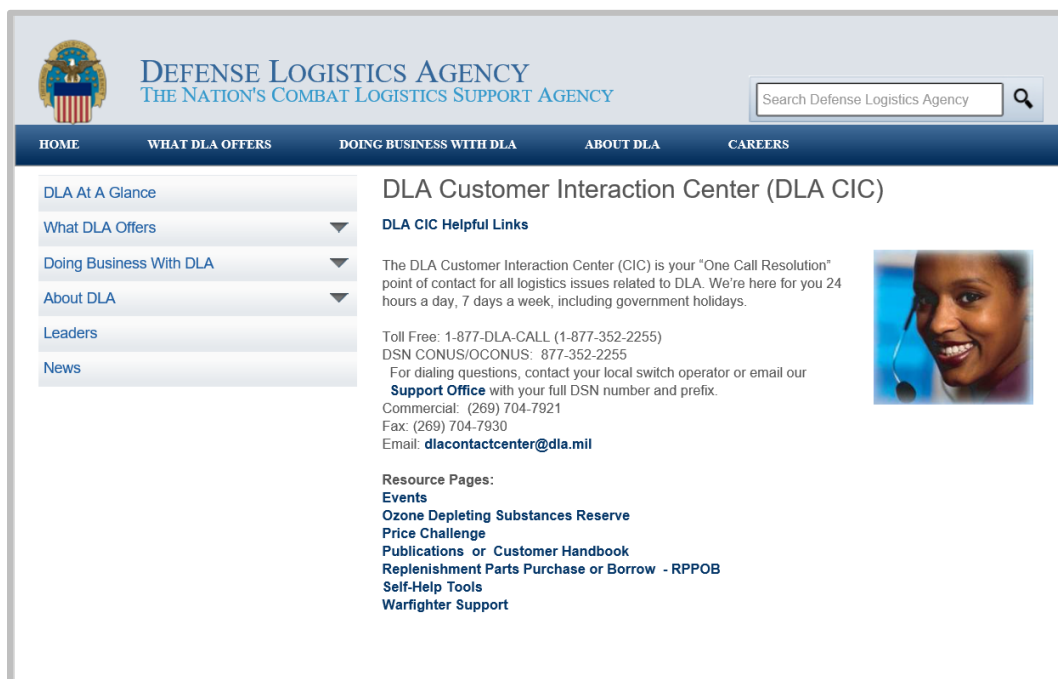 DEFENSE LOGISTICS AGENCY
THE NATION'S COMBAT LOGISTICS SUPPORT AGENCY
Search Defense Logistics Agency
HOME WHAT DLA OFFERS DOING BUSINESS WITH DLA ABOUT DLA CAREERS
DLA At A Glance
What DLA Offers
Doing Business With DLA
About DLA
Leaders
News
DLA Customer Interaction Center (DLA CIC)
DLA CIC Helpful Links
The DLA Customer Interaction Center (CIC) is your “One Call Resolution”
point of contact for all logistics issues related to DLA. We’re here for you 24
hours a day, 7 days a week, including government holidays.
Toll Free: 1-877-DLA-CALL (1-877-352-2255)
DSN CONUS/OCONUS: 877-352-2255
For dialing questions, contact your local switch operator or email our
Support Office with your full DSN number and prefix.
Commercial: (269) 704-7921
Fax: (269) 704-7930
Email: dlacontactcenter@dla.mil
Resource Pages:
Events
Ozone Depleting Substances Reserve
Price Challenge
Publications or Customer Handbook
Replenishment Parts Purchase or Borrow - RPPOB
Self-Help Tools
Warfighter Support